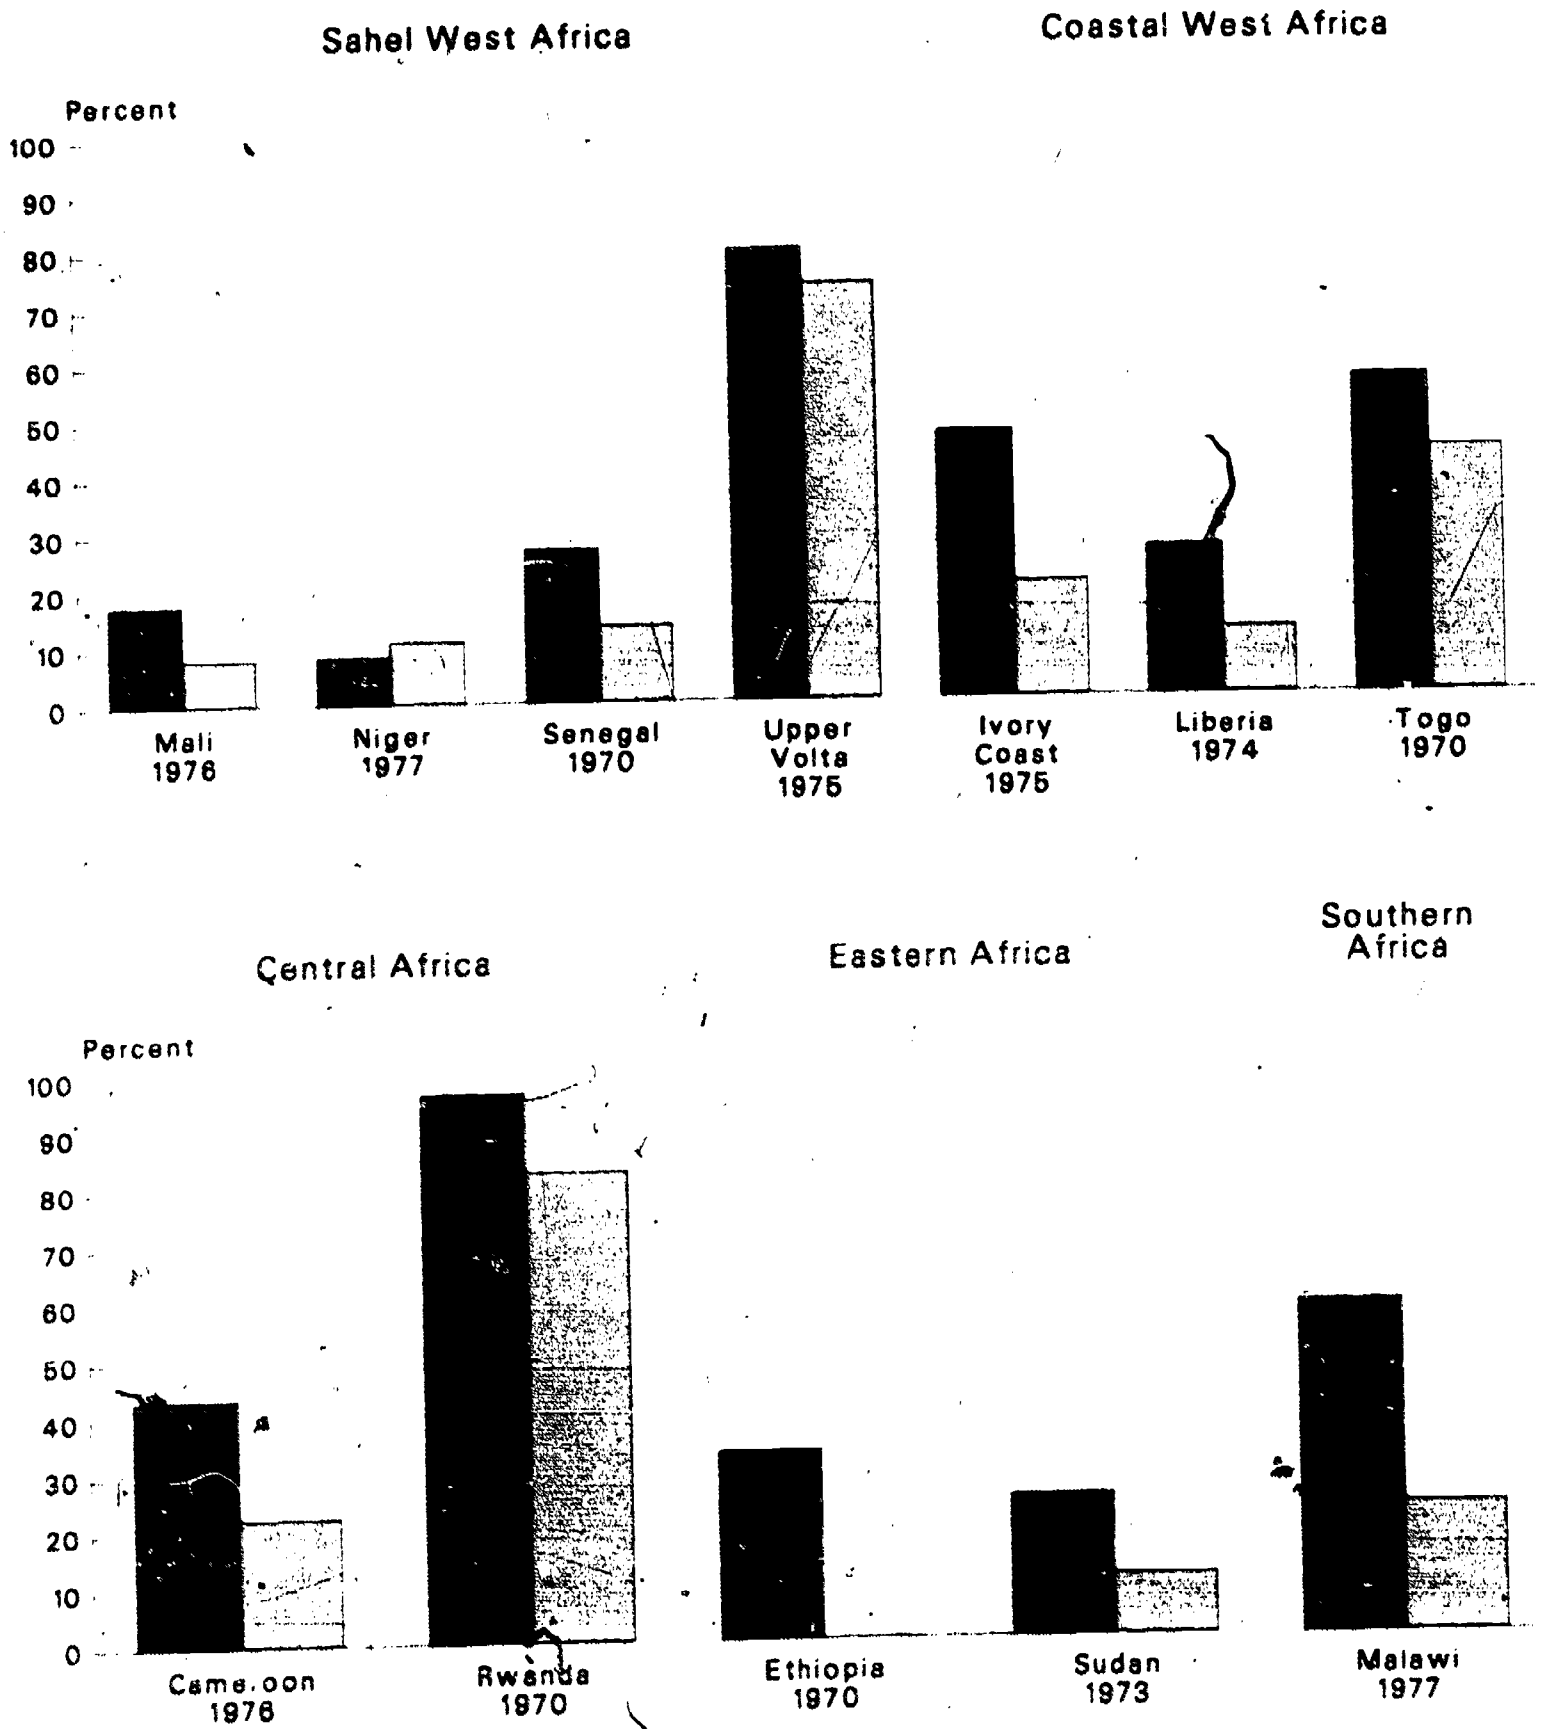 Sahel West Africa
Coastal West Africa
Percent
100
90
80
70
60
50
40
30
20
10
0
Mali
1976
Niger
1977
Senegal
1970
Upper
Volta
1975
Ivory
Coast
1975
Liberia
1974
Togo
1970
Central Africa
Eastern Africa
Southern
Africa
Percent
100
90
80
70
60
50
40
30
20
10
0
1976
Rwanda
1970
Ethiopia
1970
Sudan
1973
Malawi
1977